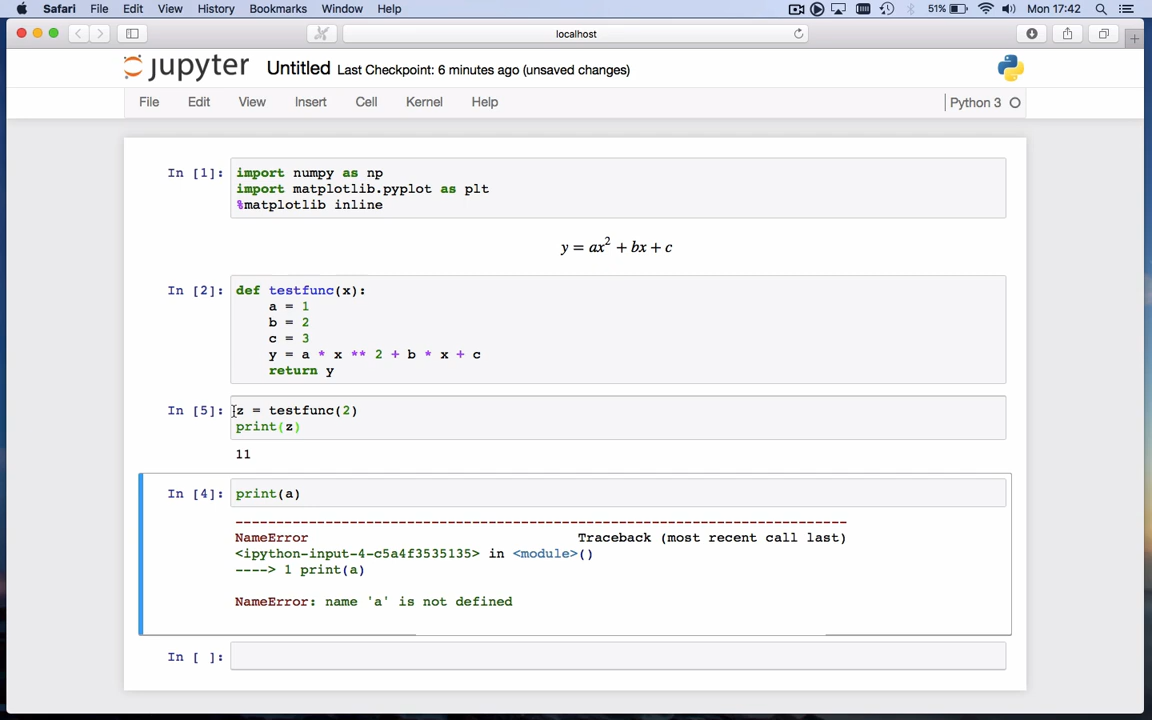 Safari File Edit View History Bookmarks Window Help 51% Mon 17:42
localhost
jupyter Untitled Last Checkpoint: 6 minutes ago (unsaved changes)
File Edit View Insert Cell Kernel Help Python 3
In [1]: import numpy as np
import matplotlib.pyplot as plt
%matplotlib inline
y = ax² + bx + c
In [2]: def testfunc(x):
a = 1
b = 2
c = 3
y = a * x ** 2 + b * x + c
return y
In [5]: z = testfunc(2)
print(z)
11
In [4]: print(a)
---------------------------------------------------------------------------
NameError Traceback (most recent call last)
<ipython-input-4-c5a4f3535135> in <module>()
----> 1 print(a)
NameError: name 'a' is not defined
In [ ]: